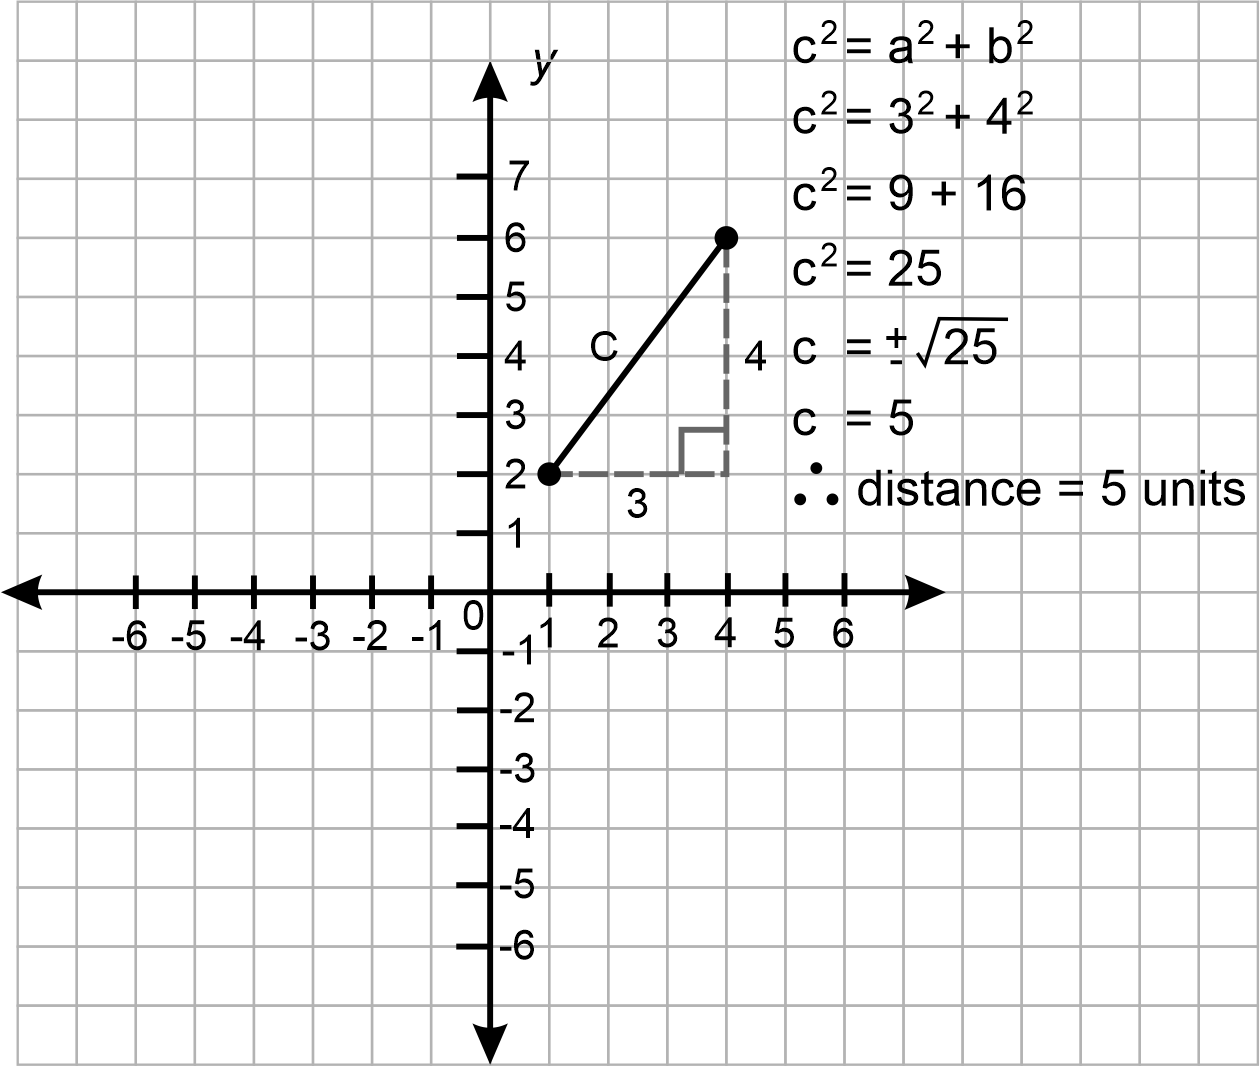 y
c² = a² + b²
c² = 3² + 4²
c² = 9 + 16
c² = 25
c = ±√25
c = 5
∴ distance = 5 units
7
6
5
4
3
2
1
C
4
3
0
-6 -5 -4 -3 -2 -1 1 2 3 4 5 6
-1
-2
-3
-4
-5
-6